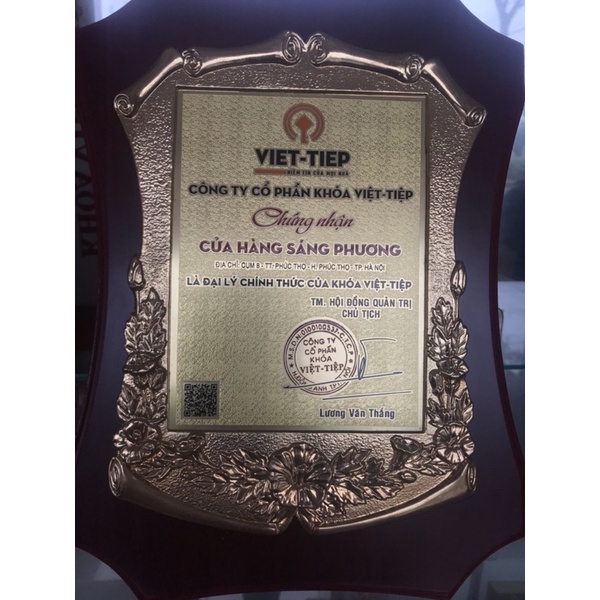 VIỆT-TIỆP
NIỀM TIN CỦA MỌI NHÀ
CÔNG TY CỔ PHẦN KHÓA VIỆT-TIỆP
Chứng nhận
CỬA HÀNG SÁNG PHƯƠNG
ĐỊA CHỈ: CỤM 8 - TT. PHÚC THỌ - H. PHÚC THỌ - TP. HÀ NỘI
LÀ ĐẠI LÝ CHÍNH THỨC CỦA KHÓA VIỆT-TIỆP
TM. HỘI ĐỒNG QUẢN TRỊ
CHỦ TỊCH
CÔNG TY
CỔ PHẦN
KHÓA
VIỆT-TIỆP
Lương Văn Thắng